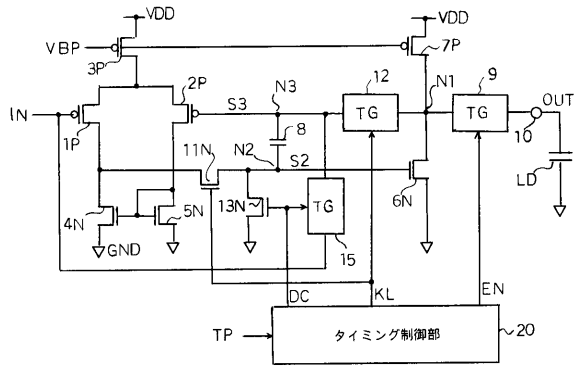 VDD
VDD
VBP
3P
7P
2P
12
N3
N1
9
OUT
IN
S3
TG
TG
1P
8
10
11N
N2
S2
6N
LD
4N
5N
13N
TG
GND
15
DC
KL
EN
TP
タイミング制御部
20